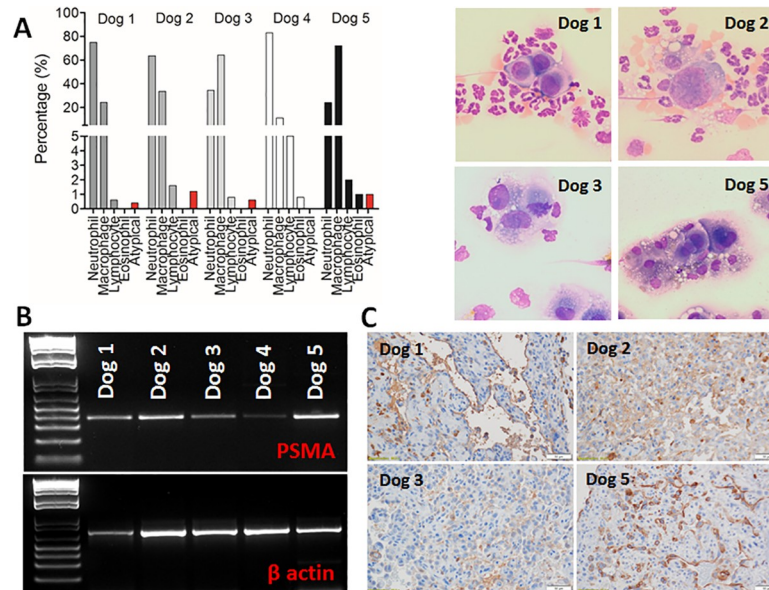 A
Dog 1 Dog 2 Dog 3 Dog 4 Dog 5
Percentage (%)
100
80
60
40
20
5
4
3
2
1
0
Neutrophil
Macrophage
Lymphocyte
Eosinophil
Atypical
Neutrophil
Macrophage
Lymphocyte
Eosinophil
Atypical
Neutrophil
Macrophage
Lymphocyte
Eosinophil
Atypical
Neutrophil
Macrophage
Lymphocyte
Eosinophil
Atypical
Neutrophil
Macrophage
Lymphocyte
Eosinophil
Atypical
Dog 1
Dog 2
Dog 3
Dog 5
B
Dog 1
Dog 2
Dog 3
Dog 4
Dog 5
PSMA
β actin
C
Dog 1
Dog 2
Dog 3
Dog 5